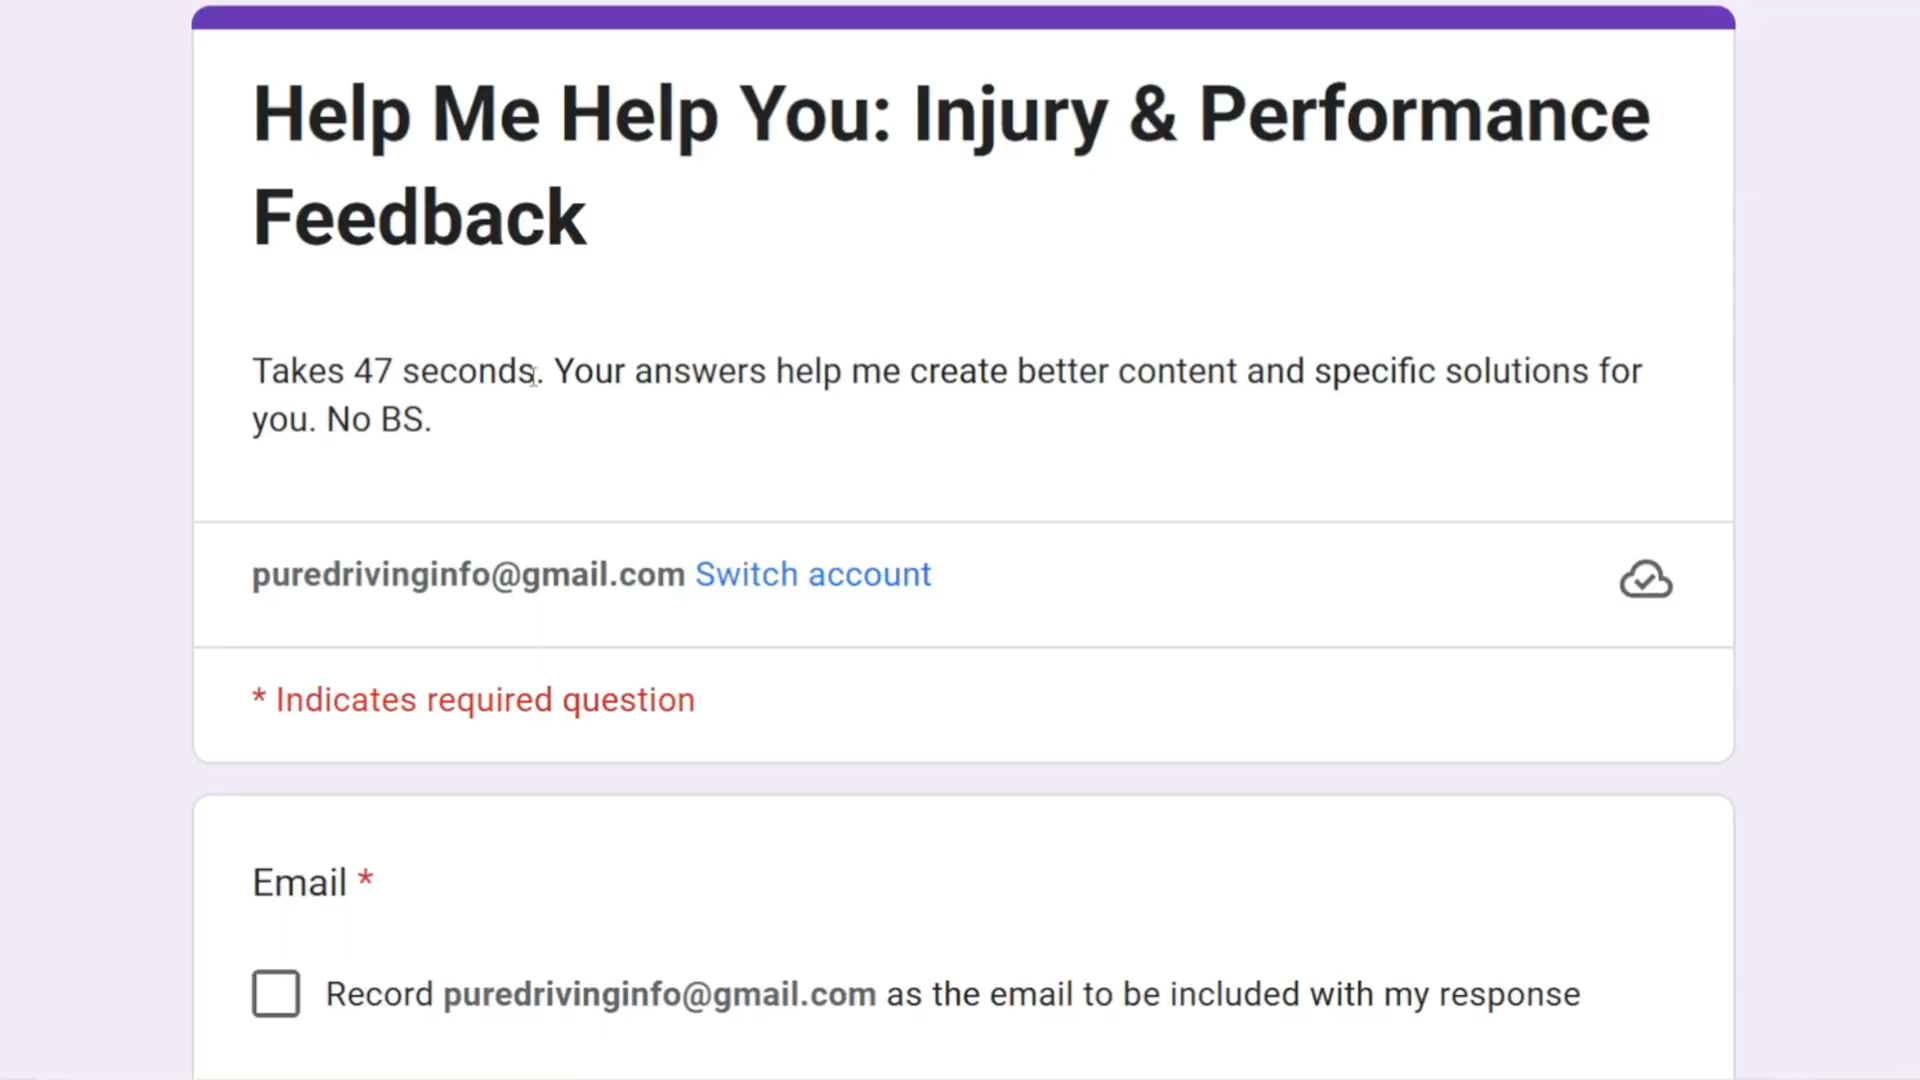 Help Me Help You: Injury & Performance
Feedback
Takes 47 seconds. Your answers help me create better content and specific solutions for
you. No BS.
puredrivinginfo@gmail.com Switch account
* Indicates required question
Email *
Record puredrivinginfo@gmail.com as the email to be included with my response